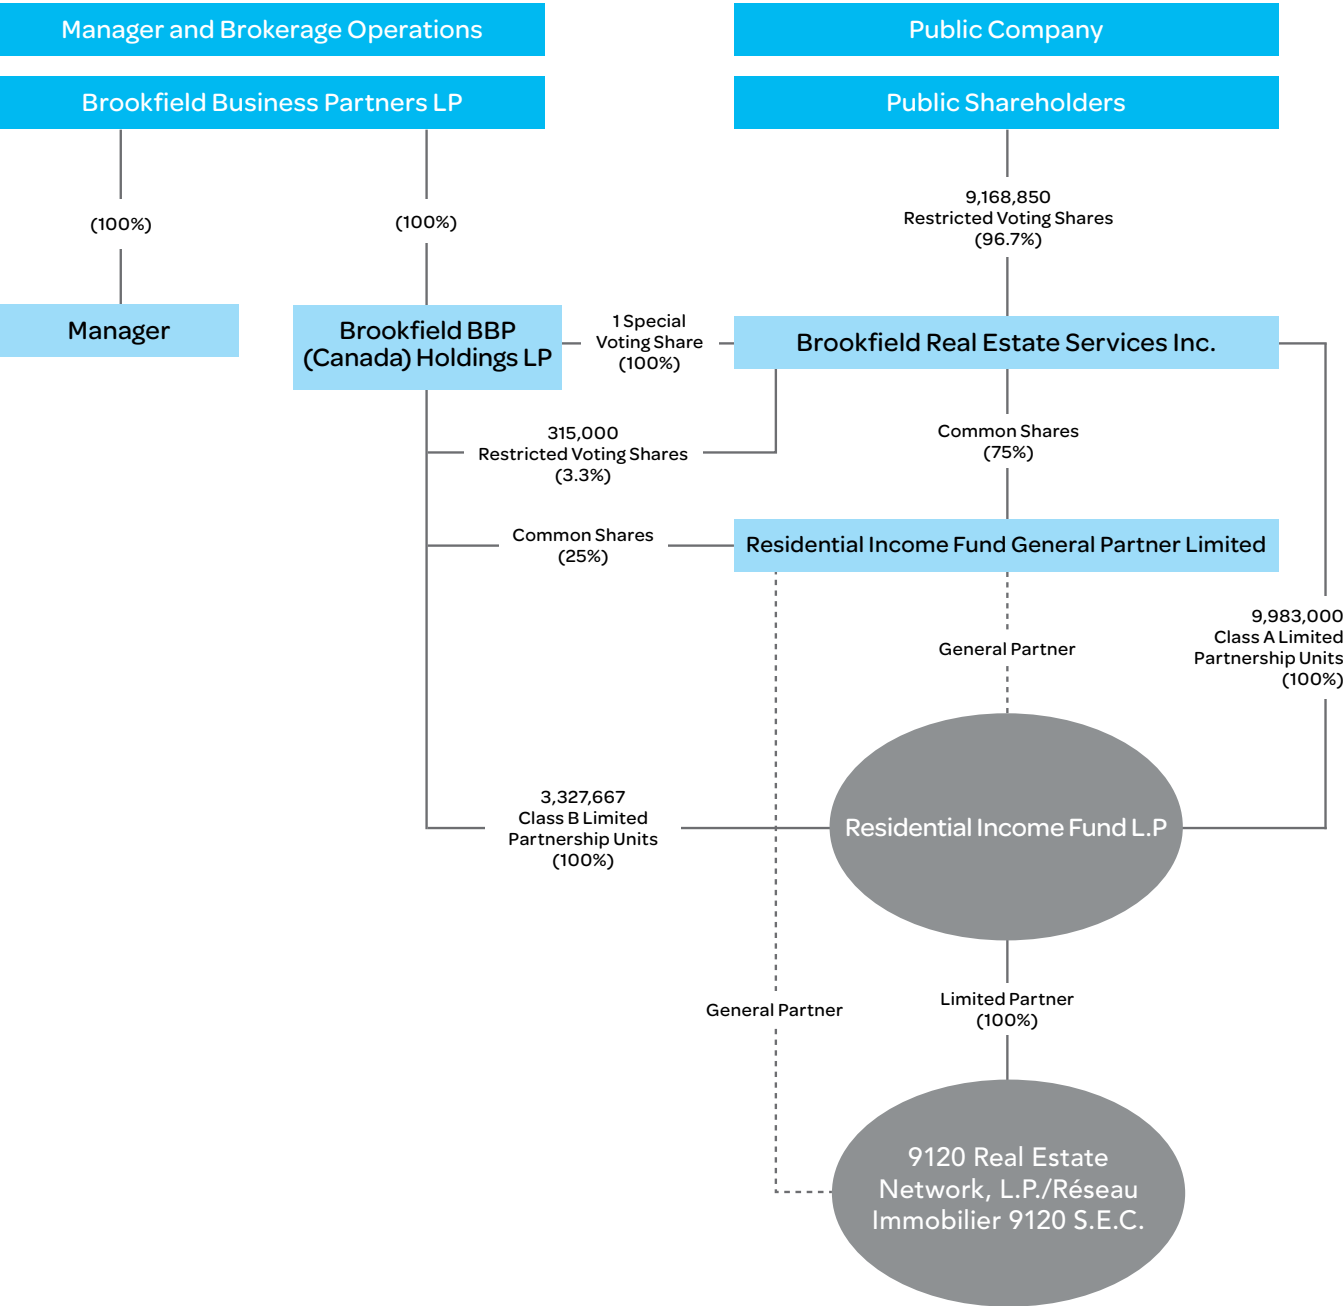 Manager and Brokerage Operations
Public Company
Brookfield Business Partners LP
Public Shareholders
(100%)
(100%)
9,168,850
Restricted Voting Shares
(96.7%)
Manager
Brookfield BBP
(Canada) Holdings LP
1 Special
Voting Share
(100%)
Brookfield Real Estate Services Inc.
315,000
Restricted Voting Shares
(3.3%)
Common Shares
(75%)
Common Shares
(25%)
Residential Income Fund General Partner Limited
9,983,000
Class A Limited
Partnership Units
(100%)
General Partner
3,327,667
Class B Limited
Partnership Units
(100%)
Residential Income Fund L.P
General Partner
Limited Partner
(100%)
9120 Real Estate
Network, L.P./Réseau
Immobilier 9120 S.E.C.